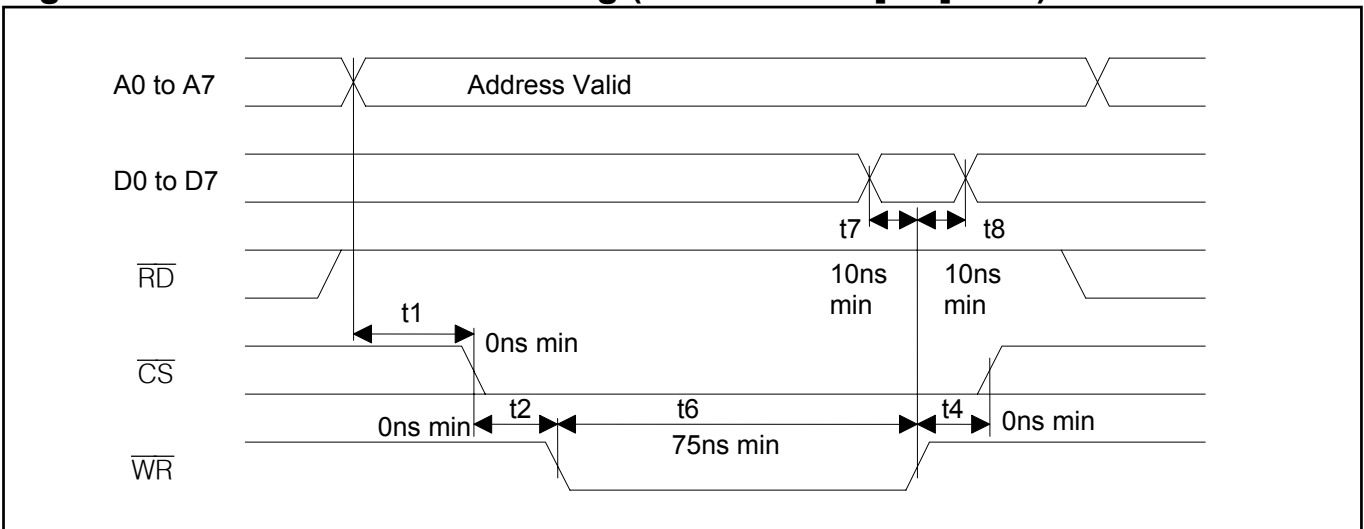 A0 to A7
Address Valid
D0 to D7
t7
t8
RD
10ns
min
10ns
min
t1
0ns min
CS
t2
t6
t4
0ns min
0ns min
75ns min
WR